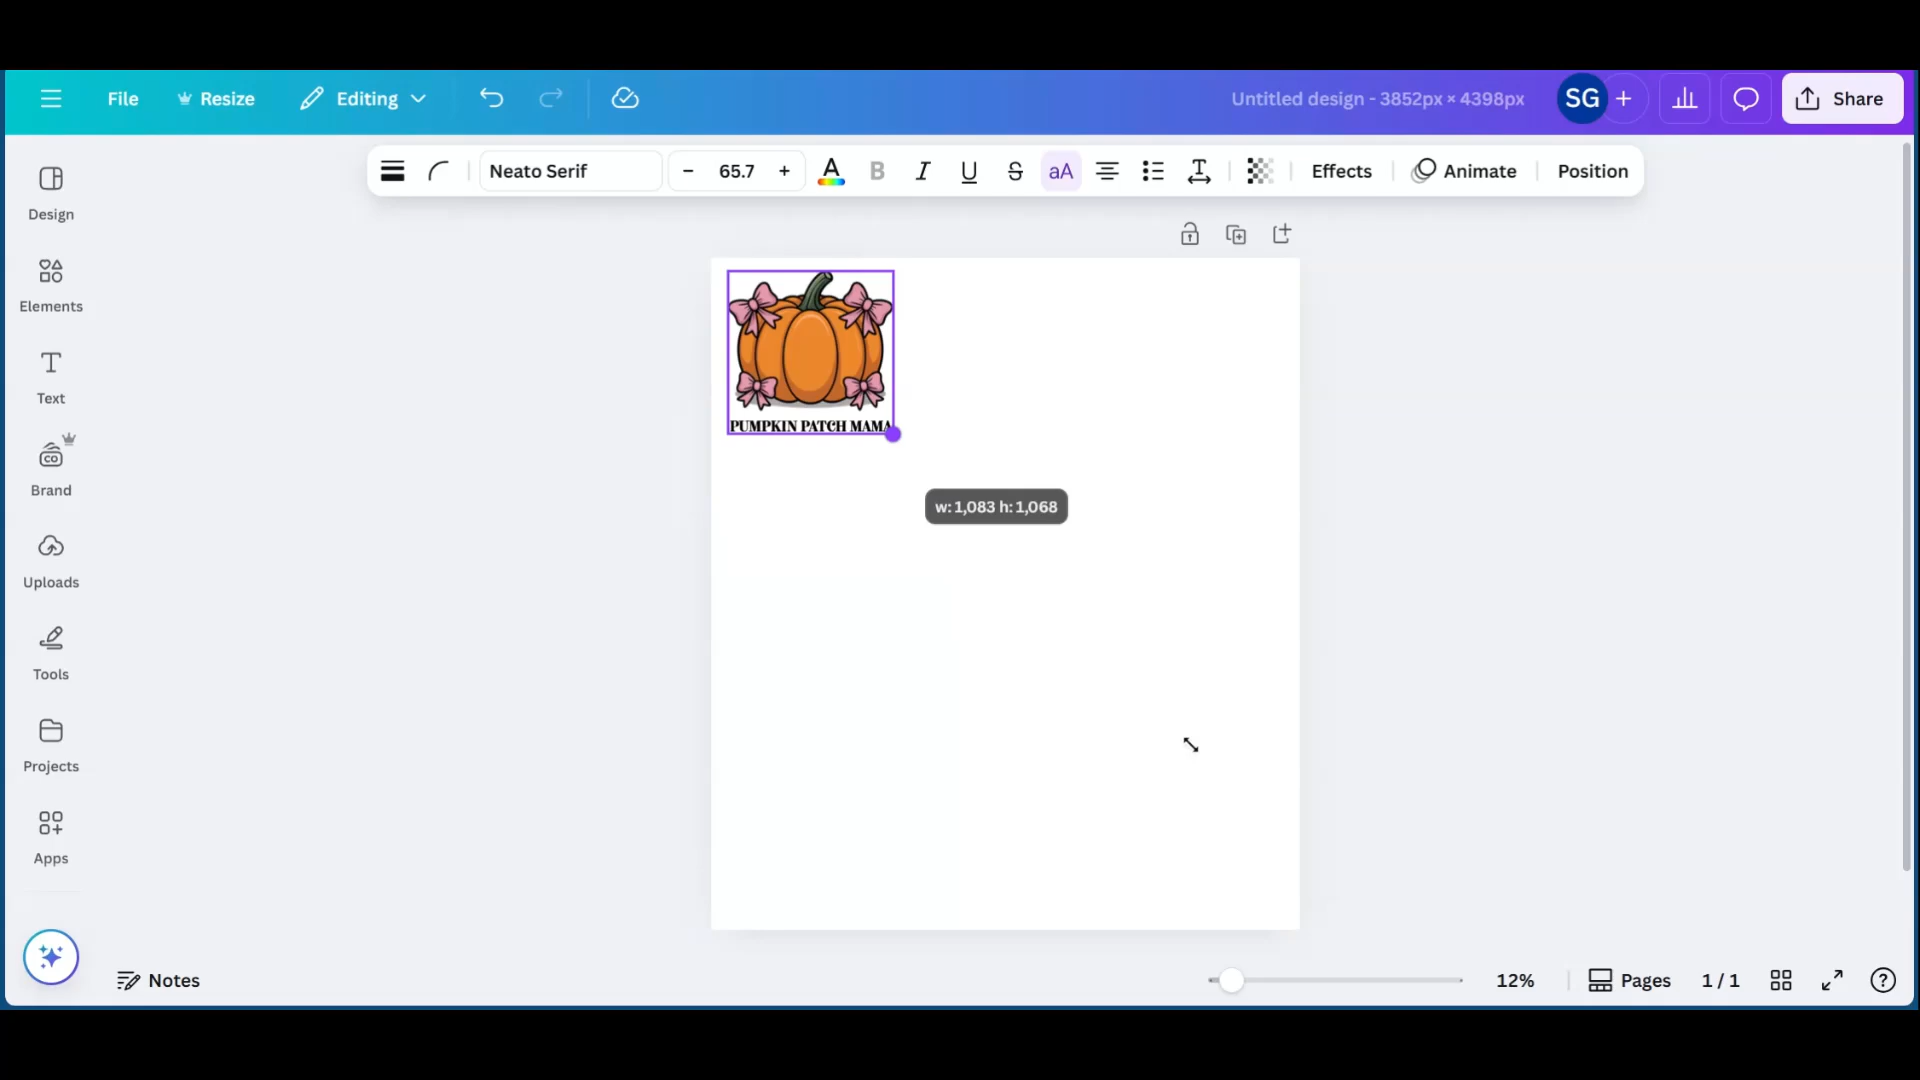 File
Resize
Editing
Untitled design - 3852px × 4398px
SG
+
Share
Neato Serif
- 65.7 +
A
B
I
U
S
aA
T
Effects
Animate
Position
Design
Elements
T
Text
CO
Brand
Uploads
Tools
Projects
Apps
PUMPKIN PATCH MAMA
w: 1,083 h: 1,068
Notes
12%
Pages
1 / 1
?